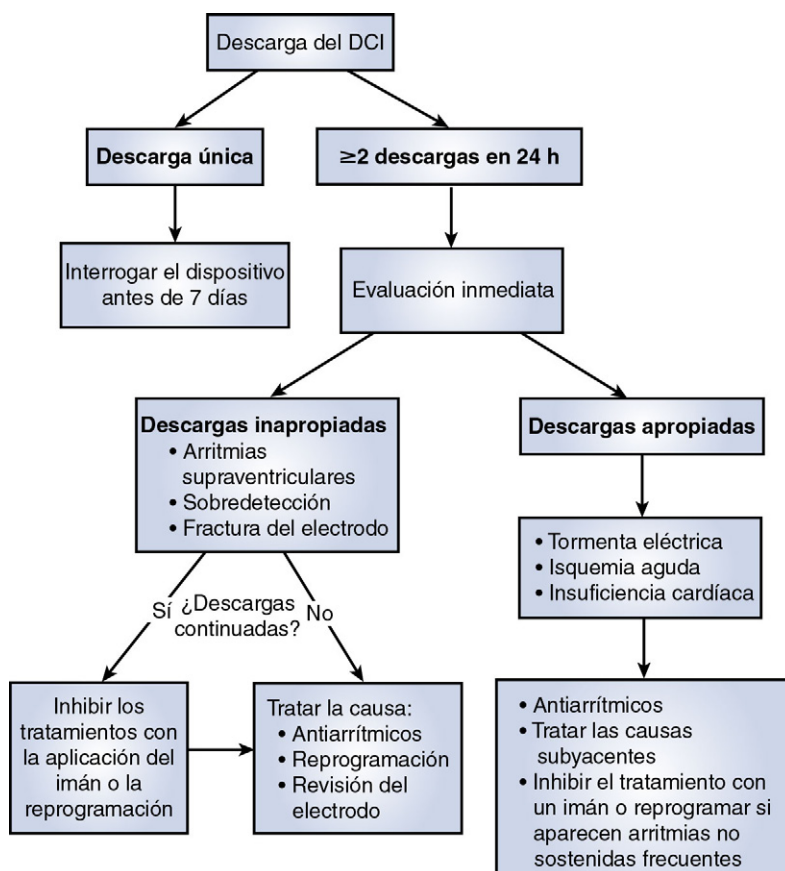 Descarga del DCI
Descarga única
≥2 descargas en 24 h
Interrogar el dispositivo
antes de 7 días
Evaluación inmediata
Descargas inapropiadas
• Arritmias
supraventriculares
• Sobredetección
• Fractura del electrodo
Descargas apropiadas
• Tormenta eléctrica
• Isquemia aguda
• Insuficiencia cardíaca
Sí
¿Descargas
continuadas?
No
Inhibir los
tratamientos con
la aplicación del
imán o la
reprogramación
Tratar la causa:
• Antiarrítmicos
• Reprogramación
• Revisión del
electrodo
• Antiarrítmicos
• Tratar las causas
subyacentes
• Inhibir el tratamiento con
un imán o reprogramar si
aparecen arritmias no
sostenidas frecuentes